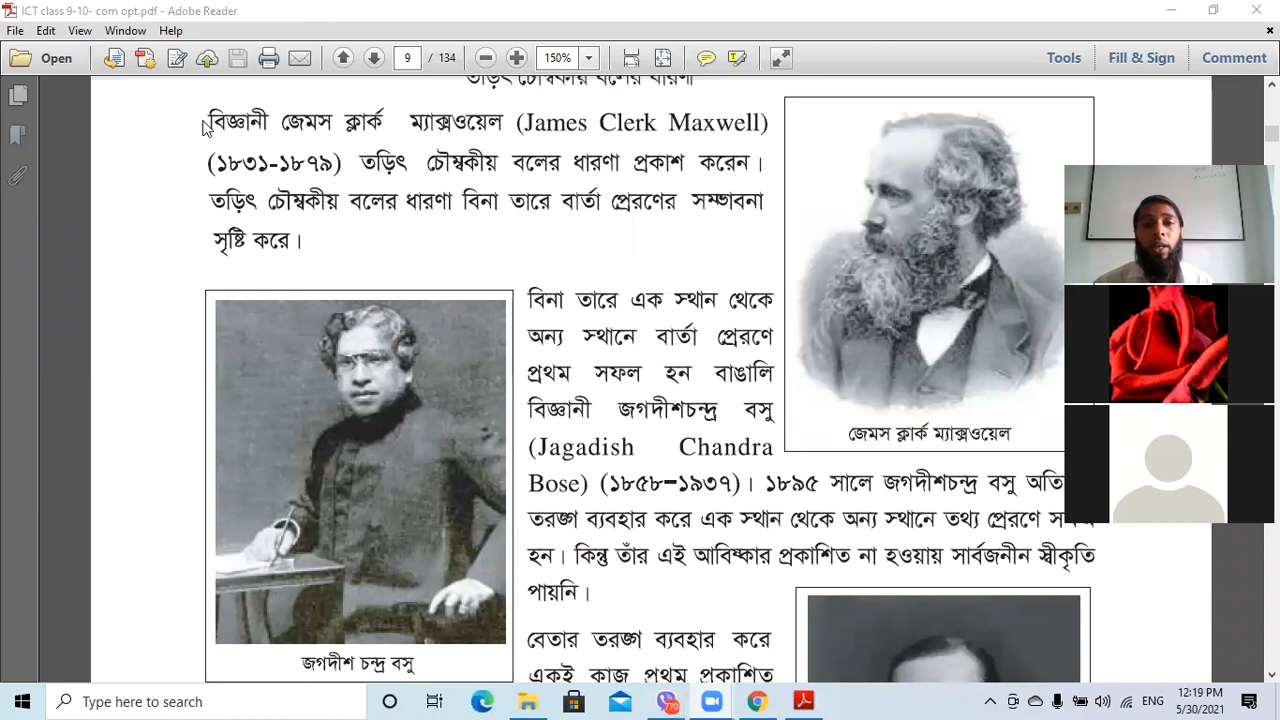 ICT class 9-10- com opt.pdf - Adobe Reader
File Edit View Window Help
Open 9 / 134 150% Tools Fill & Sign Comment
তড়িৎ চৌম্বকীয় বলের ধারণা
বিজ্ঞানী জেমস ক্লার্ক ম্যাক্সওয়েল (James Clerk Maxwell)
(১৮৩১-১৮৭৯) তড়িৎ চৌম্বকীয় বলের ধারণা প্রকাশ করেন।
তড়িৎ চৌম্বকীয় বলের ধারণা বিনা তারে বার্তা প্রেরণের সম্ভাবনা
সৃষ্টি করে।
জেমস ক্লার্ক ম্যাক্সওয়েল
বিনা তারে এক স্থান থেকে
অন্য স্থানে বার্তা প্রেরণে
প্রথম সফল হন বাঙালি
বিজ্ঞানী জগদীশচন্দ্র বসু
(Jagadish Chandra
Bose) (১৮৫৮–১৯৩৭)। ১৮৯৫ সালে জগদীশচন্দ্র বসু
তরঙ্গ ব্যবহার করে এক স্থান থেকে অন্য স্থানে তথ্য প্রেরণে
হন। কিন্তু তাঁর এই আবিষ্কার প্রকাশিত না হওয়ায় সার্বজনীন স্বীকৃতি
পায়নি।
জগদীশ চন্দ্র বসু
বেতার তরঙ্গ ব্যবহার করে
একই কাজ প্রথম প্রকাশিত
Type here to search
770
ENG
12:19 PM
5/30/2021